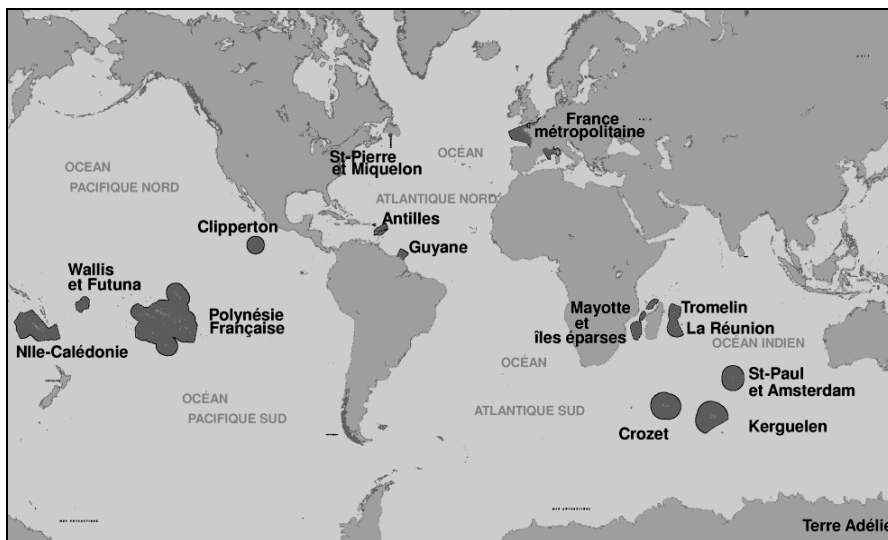 France
métropolitaine
OCÉAN
St-Pierre
et Miquelon
OCEAN
PACIFIQUE NORD
ATLANTIQUE NORD
Antilles
Clipperton
Guyane
Wallis
et Futuna
Polynésie
Française
Nlle-Calédonie
Mayotte
et
îles éparses
Tromelin
La Réunion
OCÉAN INDIEN
OCÉAN
St-Paul
et Amsterdam
OCÉAN
PACIFIQUE SUD
ATLANTIQUE SUD
Crozet
Kerguelen
Terre Adélie